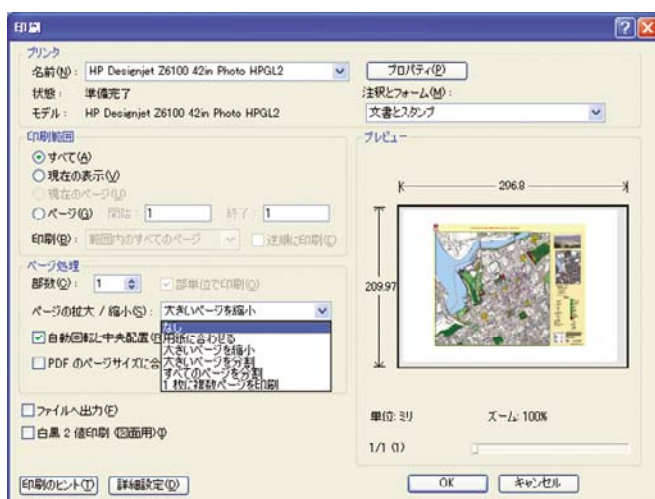 印刷
プリンタ
名前(N): HP Designjet Z6100 42in Photo HPGL2
プロパティ(P)
状態: 準備完了
注釈とフォーム(M):
モデル: HP Designjet Z6100 42in Photo HPGL2
文書とスタンプ
印刷範囲
プレビュー
すべて(A)
現在の表示(V)
現在のページ(U)
ページ(G) 開始: 1 終了: 1
印刷(B): 範囲内のすべてのページ
逆順に印刷(E)
ページ処理
部数(C): 1
部単位で印刷(O)
ページの拡大 / 縮小(S): 大きいページを縮小
なし
自動回転と中央配置(R)
用紙に合わせる
大きいページを縮小
PDF のページサイズに合
大きいページを分割
すべてのページを分割
1 枚に複数ページを印刷
296.8
209.97
ファイルへ出力(F)
白黒 2 値印刷 (図面用)(I)
単位: ミリ
ズーム: 100%
1/1 (1)
印刷のヒント(T)
詳細設定(D)
OK
キャンセル